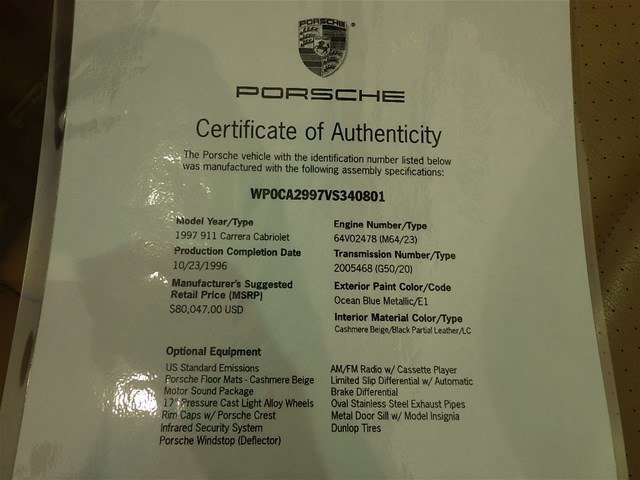 PORSCHE
PORSCHE
Certificate of Authenticity
The Porsche vehicle with the identification number listed below
was manufactured with the following assembly specifications:
WP0CA2997VS340801
Model Year/Type
1997 911 Carrera Cabriolet
Production Completion Date
10/23/1996
Manufacturer's Suggested
Retail Price (MSRP)
$80,047.00 USD
Engine Number/Type
64V02478 (M64/23)
Transmission Number/Type
2005468 (G50/20)
Exterior Paint Color/Code
Ocean Blue Metallic/E1
Interior Material Color/Type
Cashmere Beige/Black Partial Leather/LC
Optional Equipment
US Standard Emissions
Porsche Floor Mats - Cashmere Beige
Motor Sound Package
17" Pressure Cast Light Alloy Wheels
Rim Caps w/ Porsche Crest
Infrared Security System
Porsche Windstop (Deflector)
AM/FM Radio w/ Cassette Player
Limited Slip Differential w/ Automatic
Brake Differential
Oval Stainless Steel Exhaust Pipes
Metal Door Sill w/ Model Insignia
Dunlop Tires